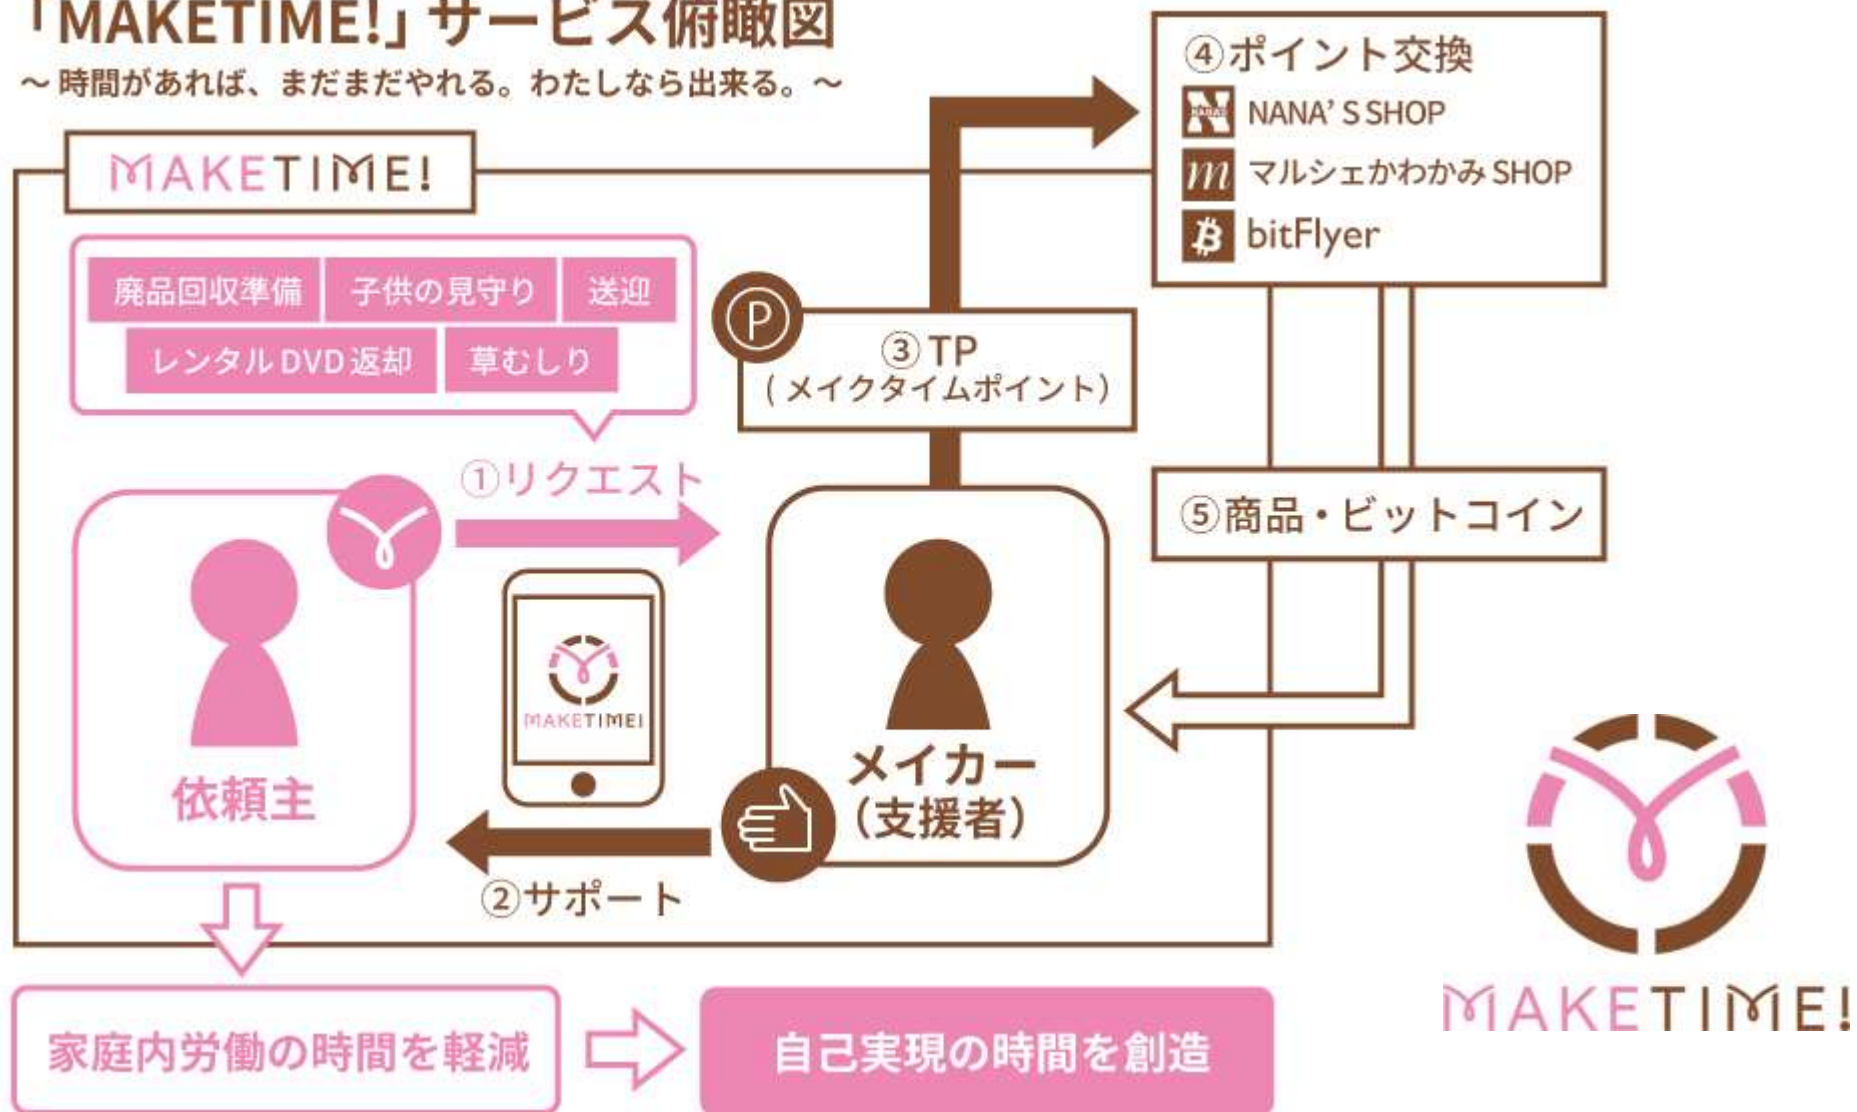 「MAKETIME!」サービス俯瞰図
～時間があれば、まだまだやれる。わたしなら出来る。～
MAKETIME!
廃品回収準備
子供の見守り
送迎
レンタルDVD返却
草むしり
①リクエスト
依頼主
MAKETIME!
②サポート
メイカー
（支援者）
P
③TP
(メイクタイムポイント）
④ポイント交換
NANA'S SHOP
m マルシェかわかみSHOP
bitFlyer
⑤商品・ビットコイン
家庭内労働の時間を軽減
自己実現の時間を創造
MAKETIME!